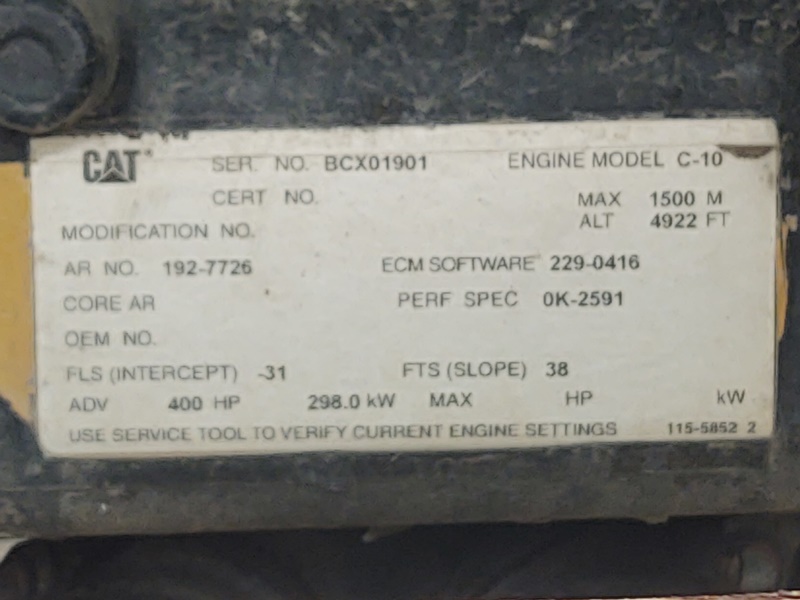 CAT SER. NO. BCX01901 ENGINE MODEL C-10
CERT NO. MAX 1500 M
ALT 4922 FT
MODIFICATION NO.
AR NO. 192-7726 ECM SOFTWARE 229-0416
CORE AR PERF SPEC 0K-2591
OEM NO.
FLS (INTERCEPT) -31 FTS (SLOPE) 38
ADV 400 HP 298.0 kW MAX HP kW
USE SERVICE TOOL TO VERIFY CURRENT ENGINE SETTINGS 115-5852 2